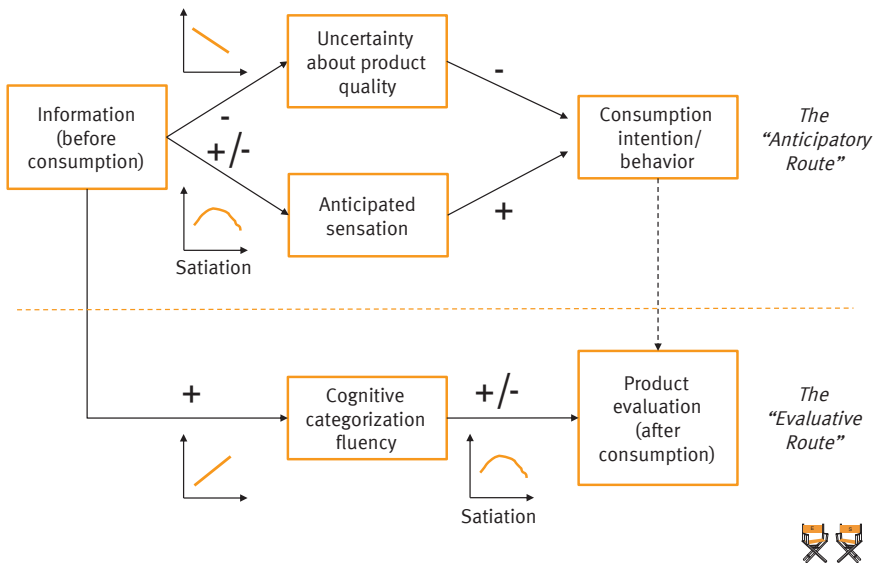 Uncertainty
about product
quality
-
Information
(before
consumption)
-
+/-
Consumption
intention/
behavior
The
“Anticipatory
Route”
Anticipated
sensation
+
Satiation
+
Cognitive
categorization
fluency
+/-
Product
evaluation
(after
consumption)
The
“Evaluative
Route”
Satiation